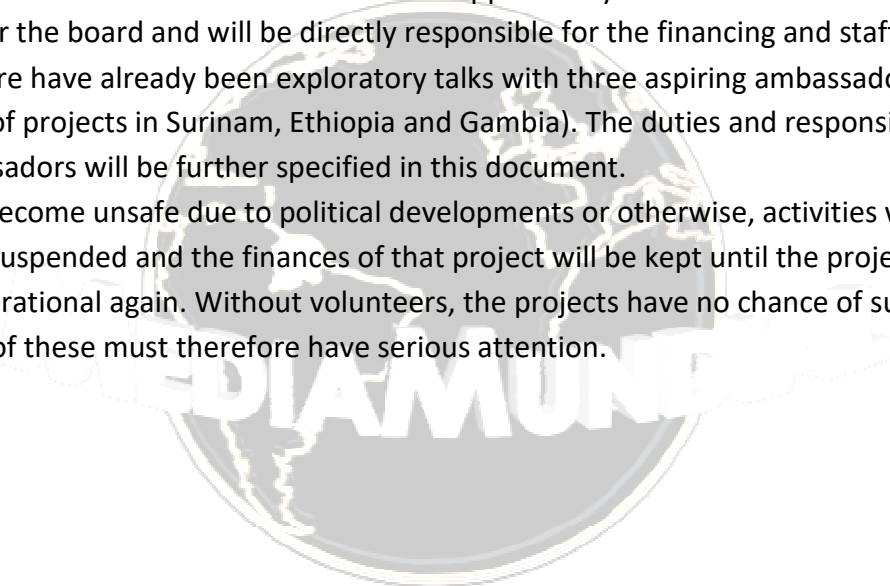 r the board and will be directly responsible for the financing and staf
re have already been exploratory talks with three aspiring ambassado
of projects in Surinam, Ethiopia and Gambia). The duties and responsi
sadors will be further specified in this document.
ecome unsafe due to political developments or otherwise, activities
uspended and the finances of that project will be kept until the proje
rational again. Without volunteers, the projects have no chance of su
of these must therefore have serious attention.
MEDIAMUND